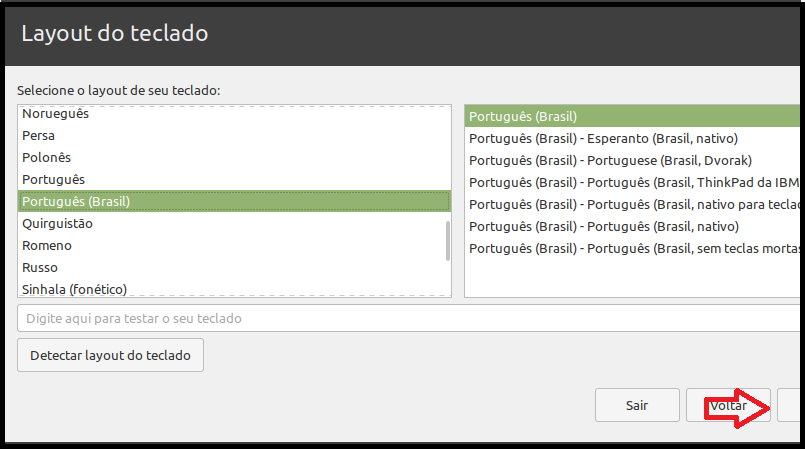 Layout do teclado
Selecione o layout de seu teclado:
Norueguês
Persa
Polonês
Português
Português (Brasil)
Quirguistão
Romeno
Russo
Sinhala (fonético)
Português (Brasil)
Português (Brasil) - Esperanto (Brasil, nativo)
Português (Brasil) - Portuguese (Brasil, Dvorak)
Português (Brasil) - Português (Brasil, ThinkPad da IBM
Português (Brasil) - Português (Brasil, nativo para teclad
Português (Brasil) - Português (Brasil, nativo)
Português (Brasil) - Português (Brasil, sem teclas mortas
Digite aqui para testar o seu teclado
Detectar layout do teclado
Sair
Voltar